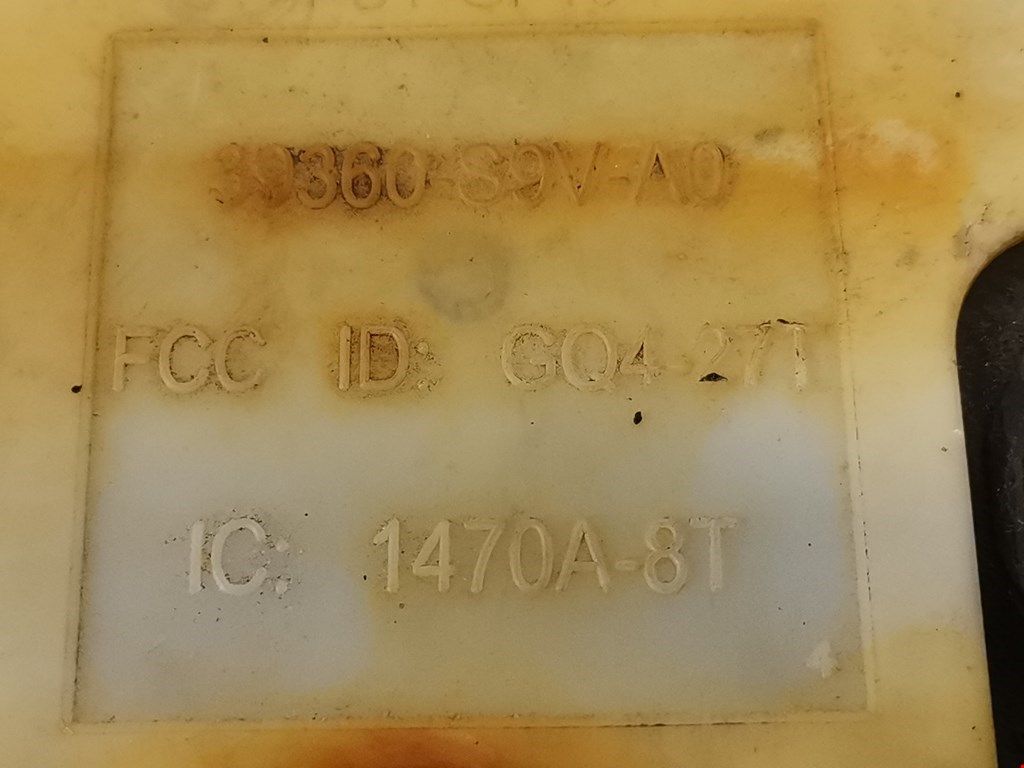 39360-S9V-A0
FCC ID: GQ4-27T
IC: 1470A-8T